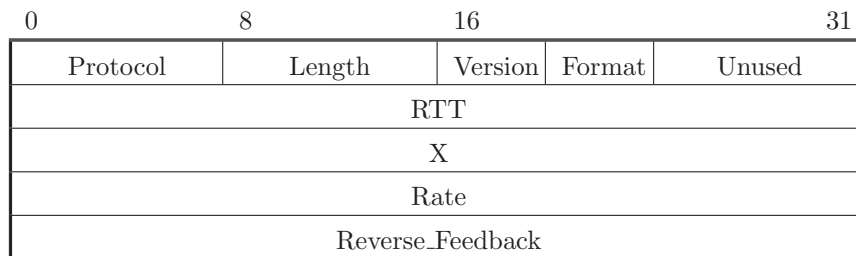 0 8 16 31
Protocol Length Version Format Unused
RTT
X
Rate
Reverse_Feedback